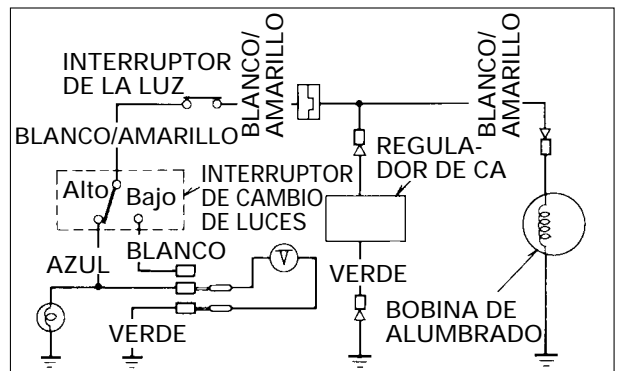 INTERRUPTOR
DE LA LUZ
BLANCO/
AMARILLO
BLANCO/
AMARILLO
BLANCO/AMARILLO
REGULA-
DOR DE CA
Alto
Bajo
INTERRUPTOR
DE CAMBIO
DE LUCES
AZUL
BLANCO
V
VERDE
VERDE
BOBINA DE
ALUMBRADO